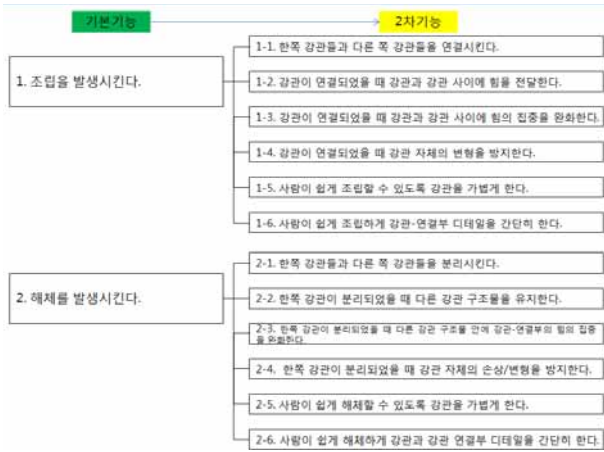 기본기능
2차기능
1. 조립을 발생시킨다.
1-1. 한쪽 강관들과 다른 쪽 강관들을 연결시킨다.
1-2. 강관이 연결되었을 때 강관과 강관 사이에 힘을 전달한다.
1-3. 강관이 연결되었을 때 강관과 강관 사이에 힘의 집중을 완화한다.
1-4. 강관이 연결되었을 때 강관 자체의 변형을 방지한다.
1-5. 사람이 쉽게 조립할 수 있도록 강관을 가볍게 한다.
1-6. 사람이 쉽게 조립하게 강관-연결부 디테일을 간단히 한다.
2. 해체를 발생시킨다.
2-1. 한쪽 강관들과 다른 쪽 강관들을 분리시킨다.
2-2. 한쪽 강관이 분리되었을 때 다른 강관 구조물을 유지한다.
2-3. 한쪽 강관이 분리되었을 때 다른 강관 구조물 안에 강관-연결부의 힘의 집중
을 완화한다.
2-4. 한쪽 강관이 분리되었을 때 강관 자체의 손상/변형을 방지한다.
2-5. 사람이 쉽게 해체할 수 있도록 강관을 가볍게 한다.
2-6. 사람이 쉽게 해체하게 강관과 강관 연결부 디테일을 간단히 한다.